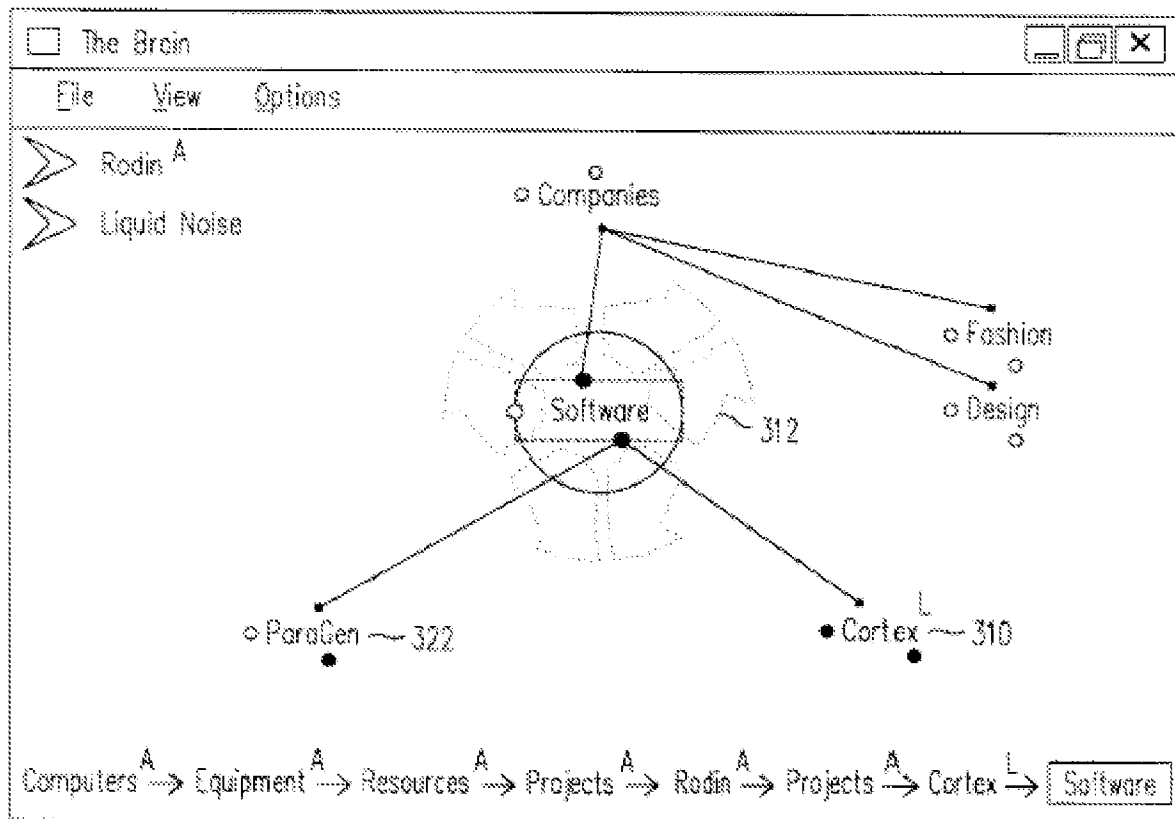 The Brain
File View Options
Rodin A
Liquid Noise
Companies
Fashion
Design
Software
312
ParaGen 322
Cortex L 310
Computers A → Equipment A → Resources A → Projects A → Rodin A → Projects A → Cortex L → Software